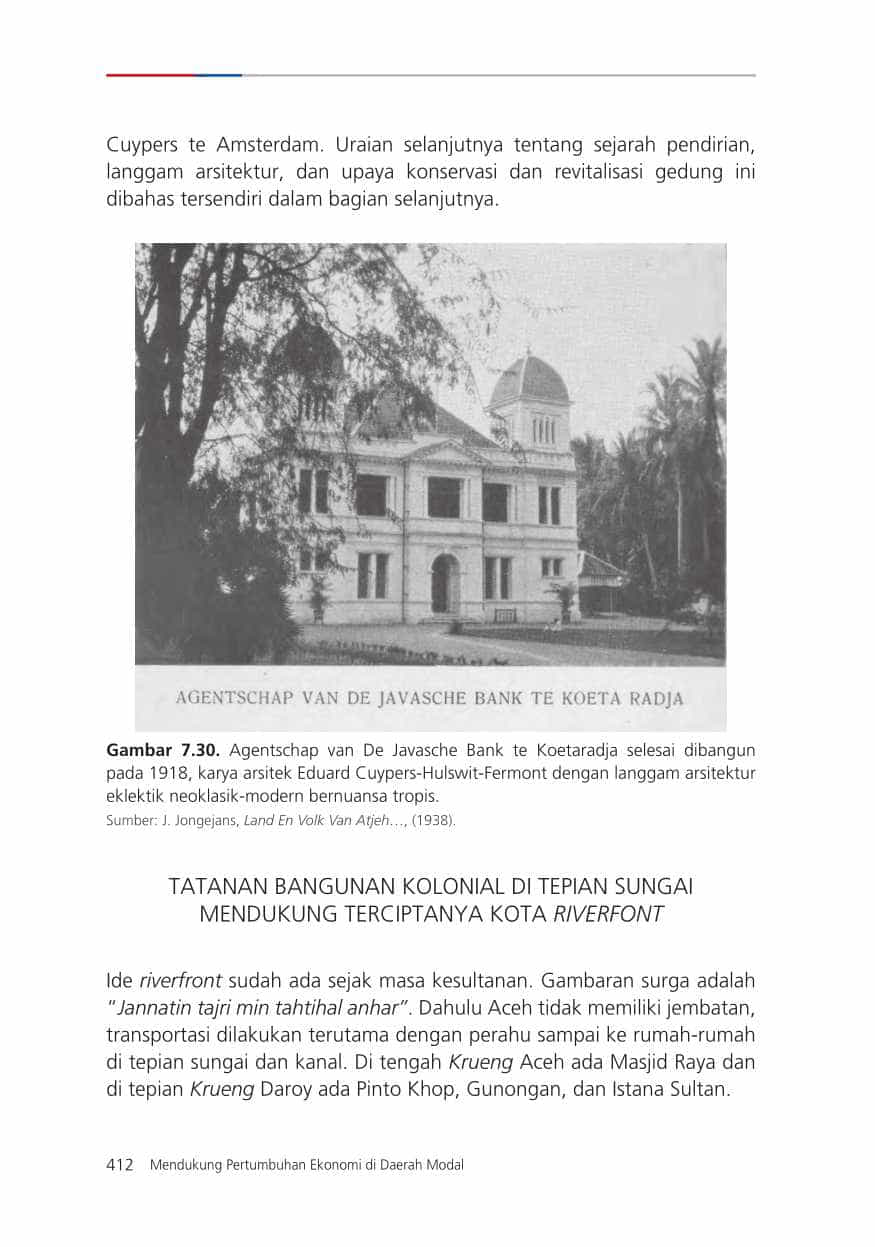 Cuypers te Amsterdam. Uraian selanjutnya tentang sejarah pendirian,
langgam arsitektur, dan upaya konservasi dan revitalisasi gedung ini
dibahas tersendiri dalam bagian selanjutnya.
AGENTSCHAP VAN DE JAVASCHE BANK TE KOETA RADJA
Gambar 7.30. Agentschap van De Javasche Bank te Koetaradja selesai dibangun
pada 1918, karya arsitek Eduard Cuypers-Hulswit-Fermont dengan langgam arsitektur
eklektik neoklasik-modern bernuansa tropis.
Sumber: J. Jongejans, Land En Volk Van Atjeh…, (1938).
TATANAN BANGUNAN KOLONIAL DI TEPIAN SUNGAI
MENDUKUNG TERCIPTANYA KOTA RIVERFONT
Ide riverfront sudah ada sejak masa kesultanan. Gambaran surga adalah
“Jannatin tajri min tahtihal anhar”. Dahulu Aceh tidak memiliki jembatan,
transportasi dilakukan terutama dengan perahu sampai ke rumah-rumah
di tepian sungai dan kanal. Di tengah Krueng Aceh ada Masjid Raya dan
di tepian Krueng Daroy ada Pinto Khop, Gunongan, dan Istana Sultan.
412 Mendukung Pertumbuhan Ekonomi di Daerah Modal